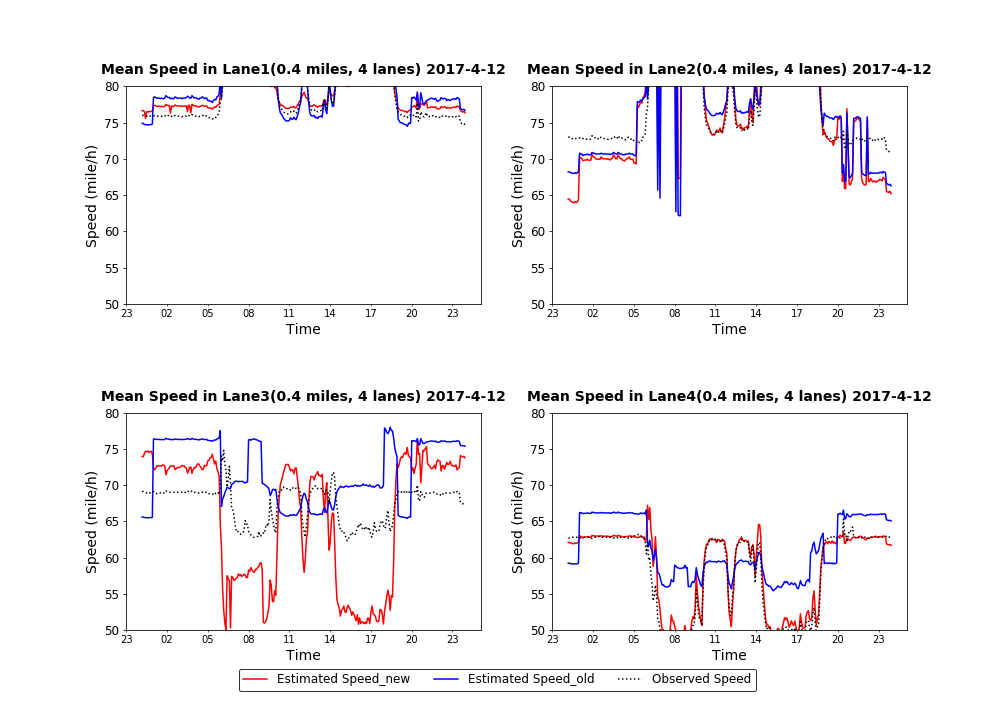 Mean Speed in Lane1(0.4 miles, 4 lanes) 2017-4-12
80
75
70
65
60
55
50
Speed (mile/h)
23 02 05 08 11 14 17 20 23
Time
Mean Speed in Lane2(0.4 miles, 4 lanes) 2017-4-12
80
75
70
65
60
55
50
Speed (mile/h)
23 02 05 08 11 14 17 20 23
Time
Mean Speed in Lane3(0.4 miles, 4 lanes) 2017-4-12
80
75
70
65
60
55
50
Speed (mile/h)
23 02 05 08 11 14 17 20 23
Time
Mean Speed in Lane4(0.4 miles, 4 lanes) 2017-4-12
80
75
70
65
60
55
50
Speed (mile/h)
23 02 05 08 11 14 17 20 23
Time
Estimated Speed_new Estimated Speed_old Observed Speed